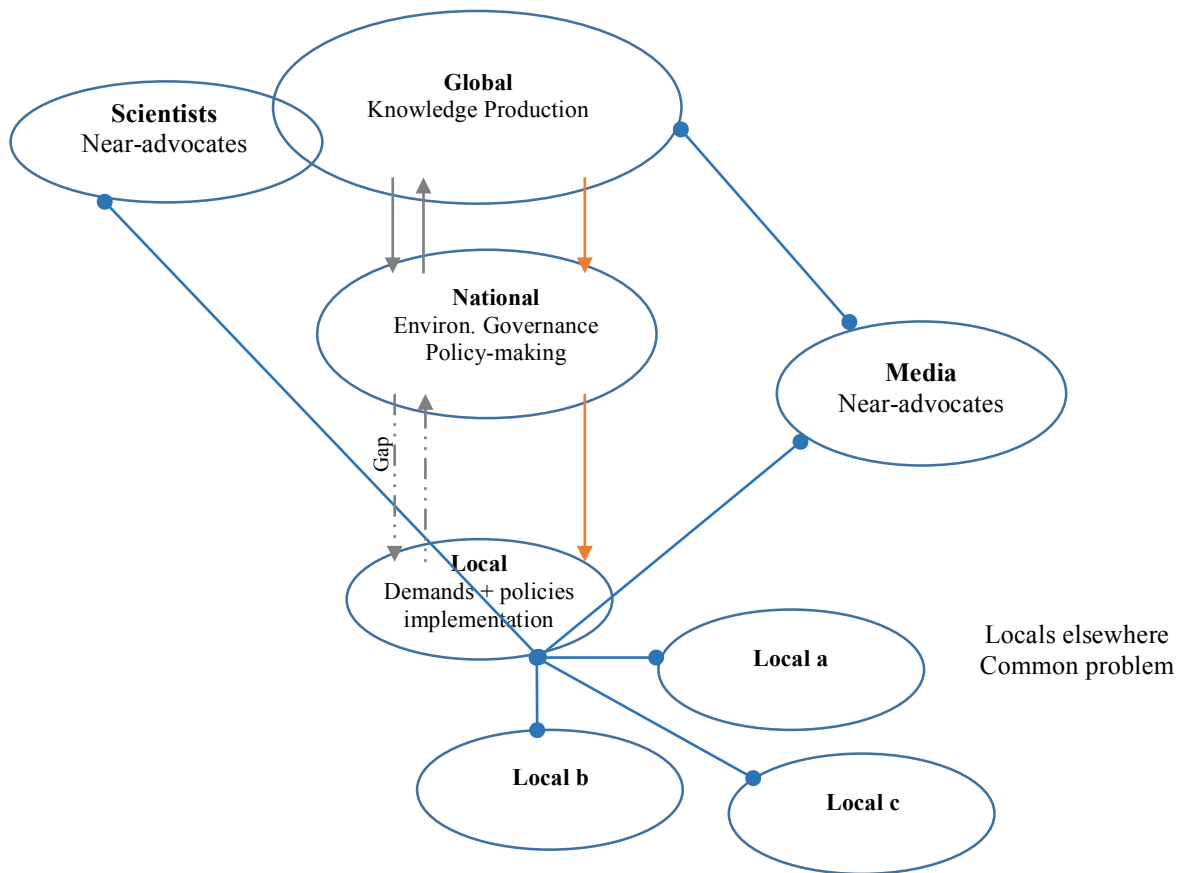 Global
Knowledge Production
Scientists
Near-advocates
National
Environ. Governance
Policy-making
Media
Near-advocates
Gap
Local
Demands + policies
implementation
Local a
Locals elsewhere
Common problem
Local b
Local c